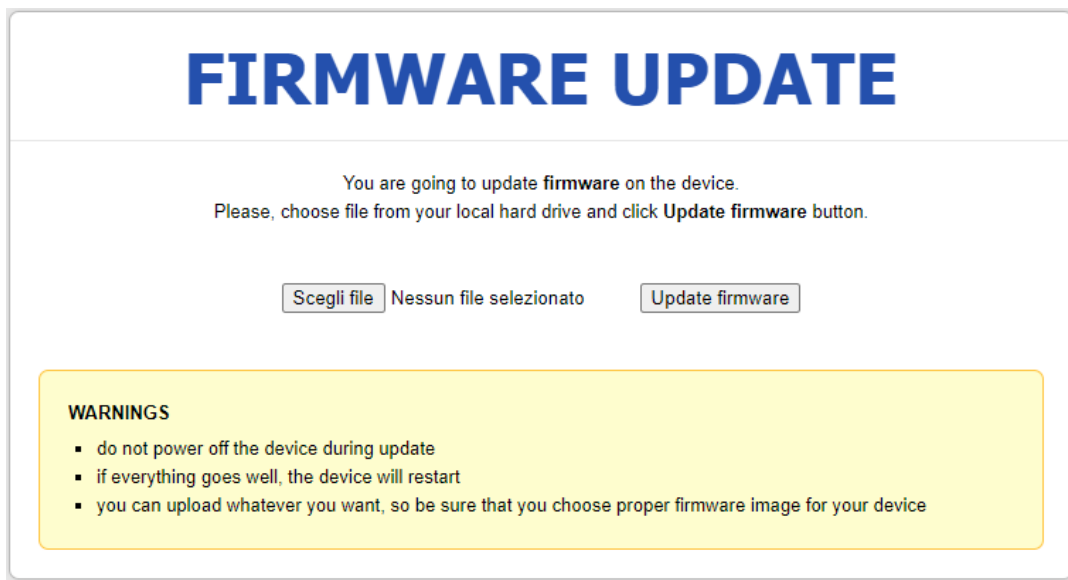 FIRMWARE UPDATE
You are going to update firmware on the device.
Please, choose file from your local hard drive and click Update firmware button.
Scegli file Nessun file selezionato Update firmware
WARNINGS
▪ do not power off the device during update
▪ if everything goes well, the device will restart
▪ you can upload whatever you want, so be sure that you choose proper firmware image for your device